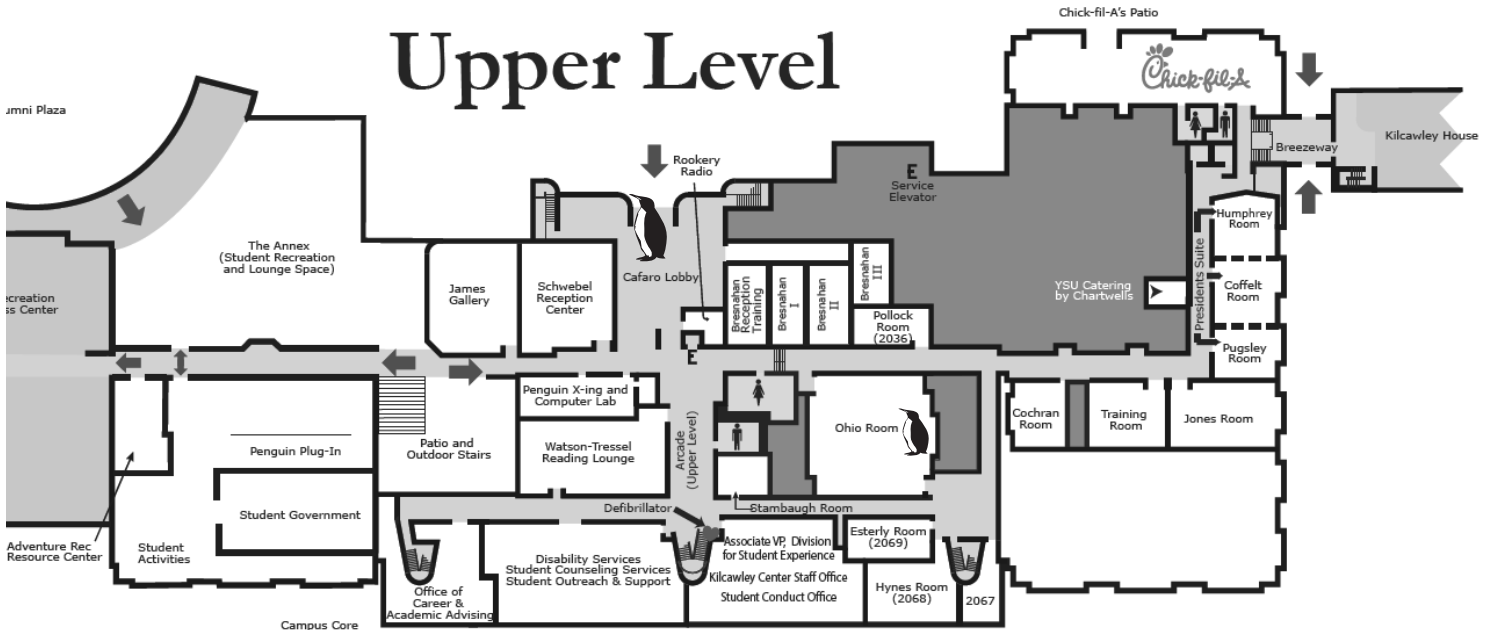 Upper Level
Chick-fil-A's Patio
Chick-fil-A
umni Plaza
Kilcawley House
Breezeway
Rookery
Radio
E
Service
Elevator
Humphrey
Room
The Annex
(Student Recreation
and Lounge Space)
Cafaro Lobby
ecreation
ss Center
James
Gallery
Schwebel
Reception
Center
Bresnahan
Reception
Training
Bresnahan
I
Bresnahan
II
Bresnahan
III
YSU Catering
by Chartwells
Presidents Suite
Coffelt
Room
Pollock
Room
(2036)
Pugsley
Room
E
Penguin X-ing and
Computer Lab
Patio and
Outdoor Stairs
Penguin Plug-In
Watson-Tressel
Reading Lounge
Arcade
(Upper Level)
Ohio Room
Cochran
Room
Training
Room
Jones Room
Student Government
Defibrillator
Stambaugh Room
Adventure Rec
Resource Center
Student
Activities
Disability Services
Student Counseling Services
Student Outreach & Support
Associate VP, Division
for Student Experience
Kilcawley Center Staff Office
Student Conduct Office
Esterly Room
(2069)
Hynes Room
(2068)
2067
Office of
Career &
Academic Advising
Campus Core